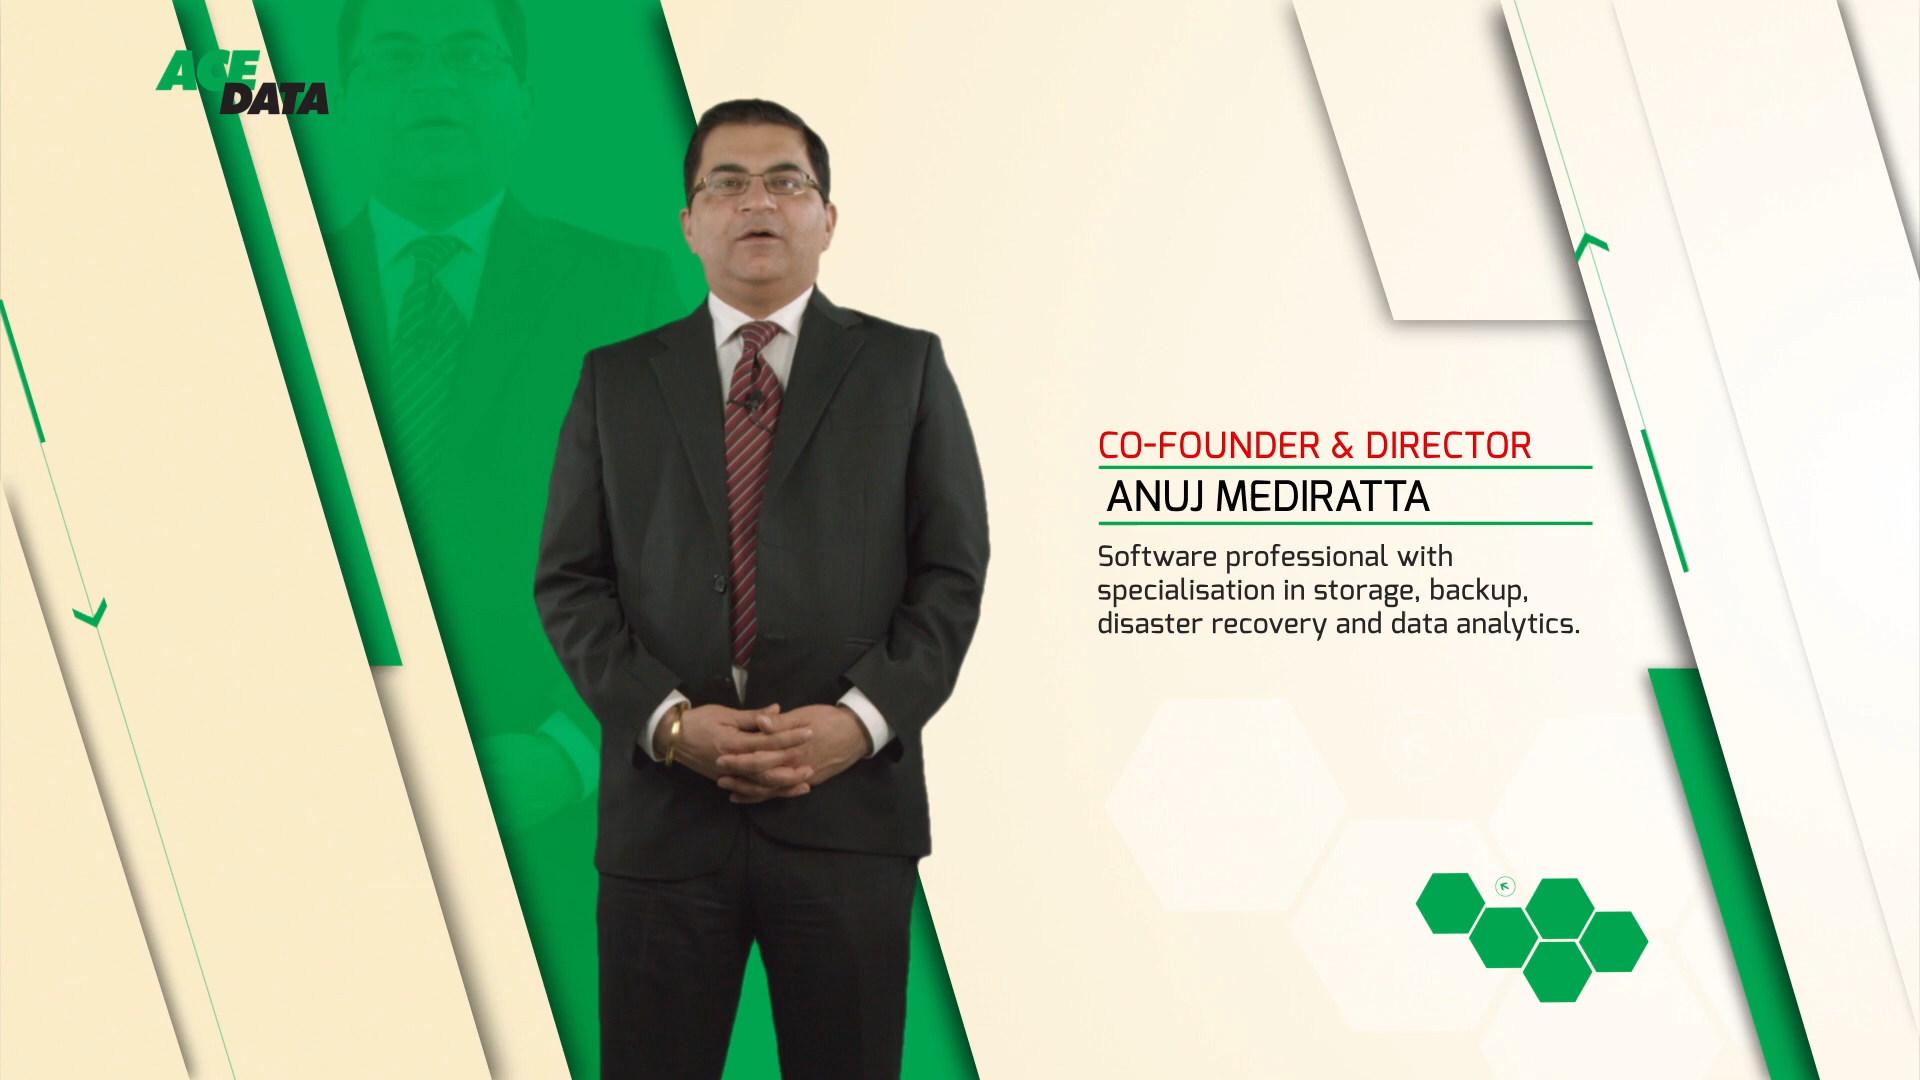 ACE
DATA
CO-FOUNDER & DIRECTOR
ANUJ MEDIRATTA
Software professional with
specialisation in storage, backup,
disaster recovery and data analytics.